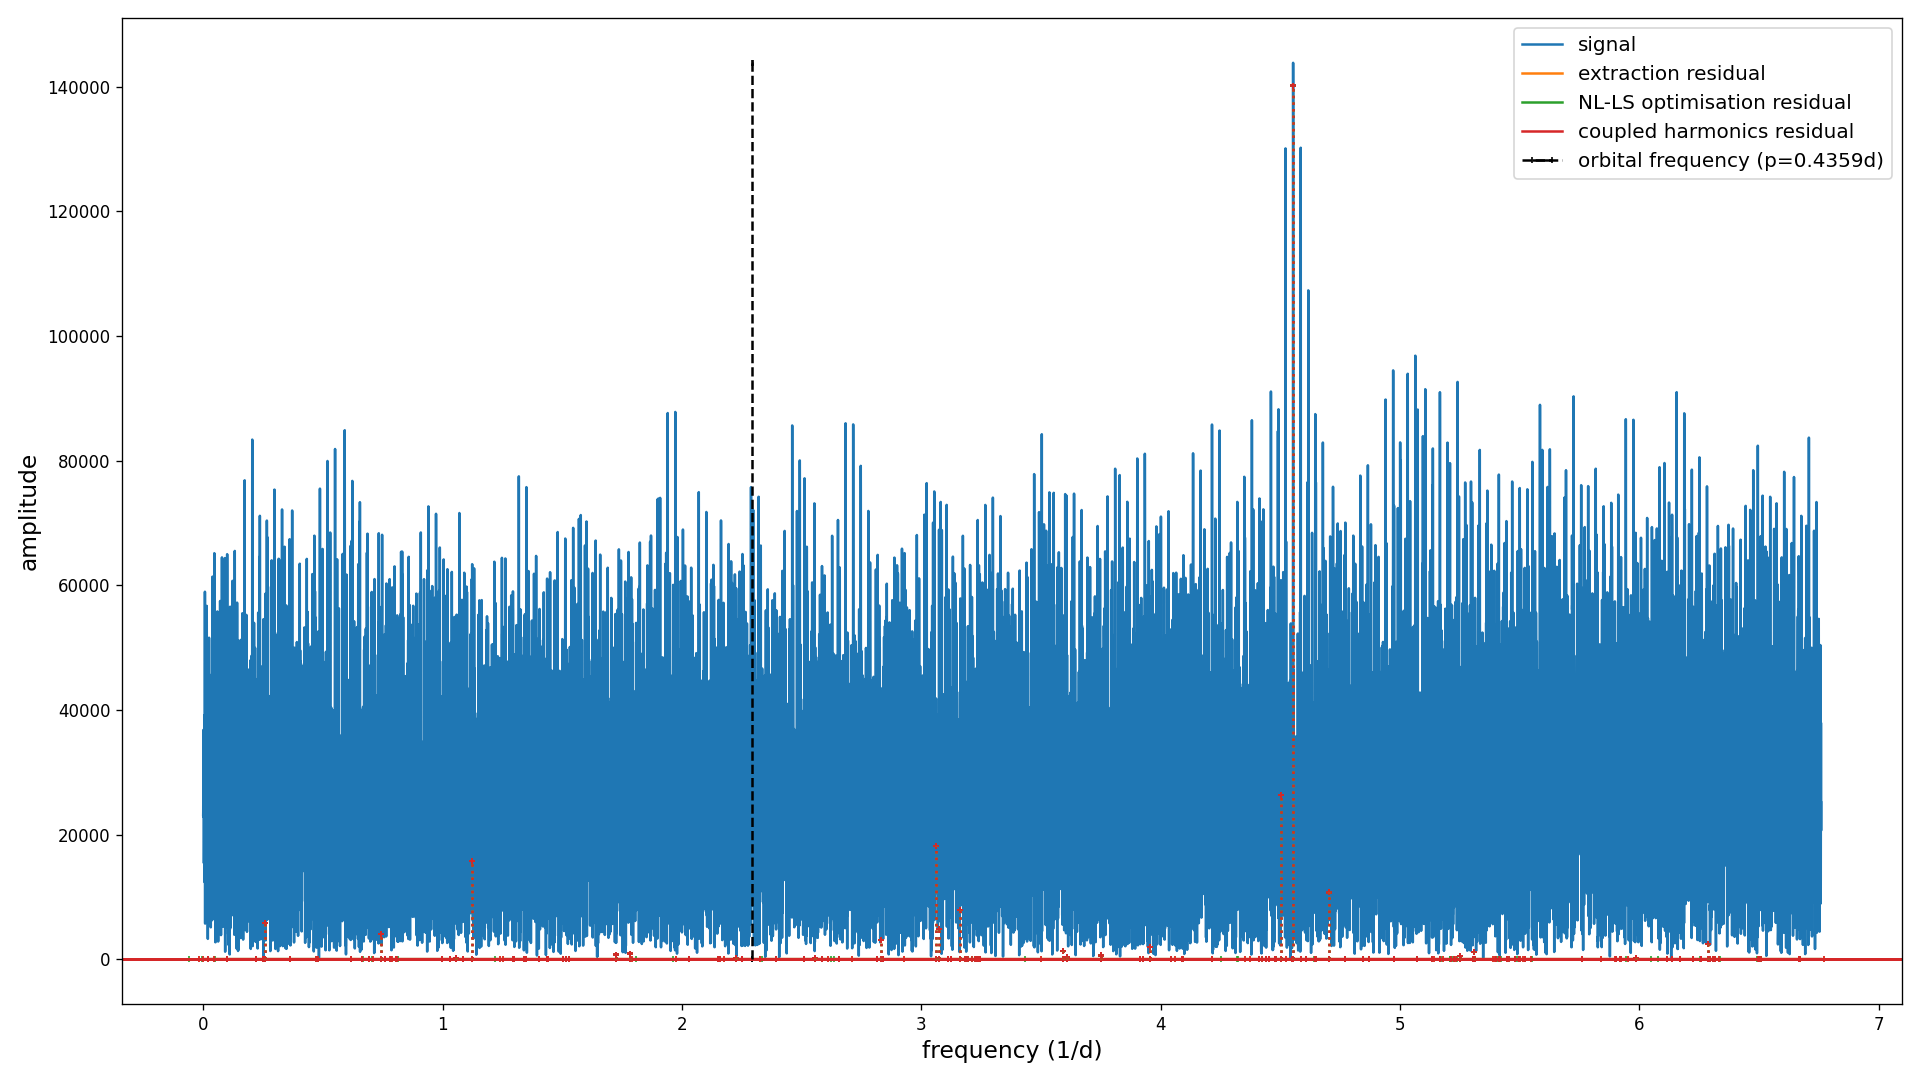 signal
extraction residual
NL-LS optimisation residual
coupled harmonics residual
orbital frequency (p=0.4359d)
140000
120000
100000
80000
60000
40000
20000
0
amplitude
0 1 2 3 4 5 6 7
frequency (1/d)